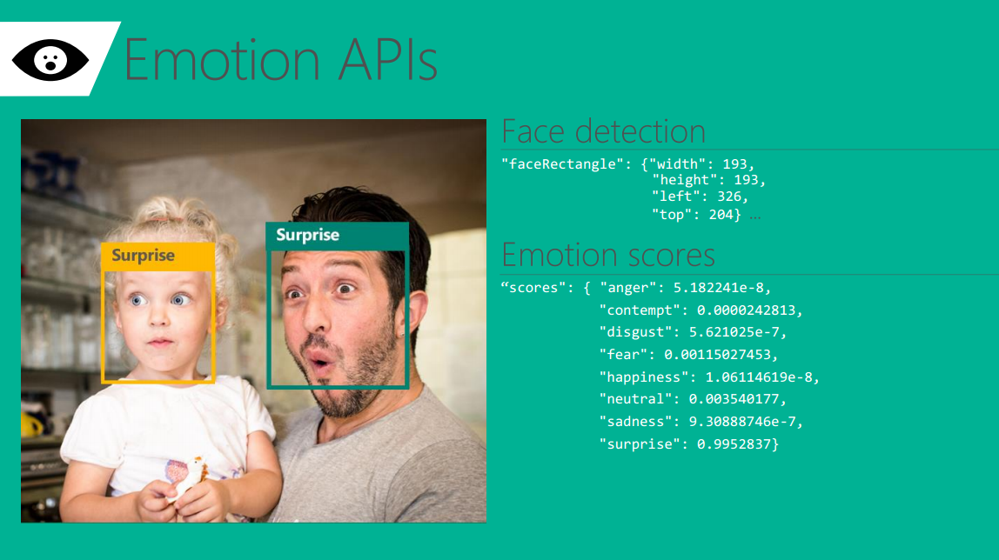 Emotion APIs
Surprise
Surprise
Face detection
"faceRectangle": {"width": 193,
"height": 193,
"left": 326,
"top": 204} …
Emotion scores
“scores": { "anger": 5.182241e-8,
"contempt": 0.0000242813,
"disgust": 5.621025e-7,
"fear": 0.00115027453,
"happiness": 1.06114619e-8,
"neutral": 0.003540177,
"sadness": 9.30888746e-7,
"surprise": 0.9952837}